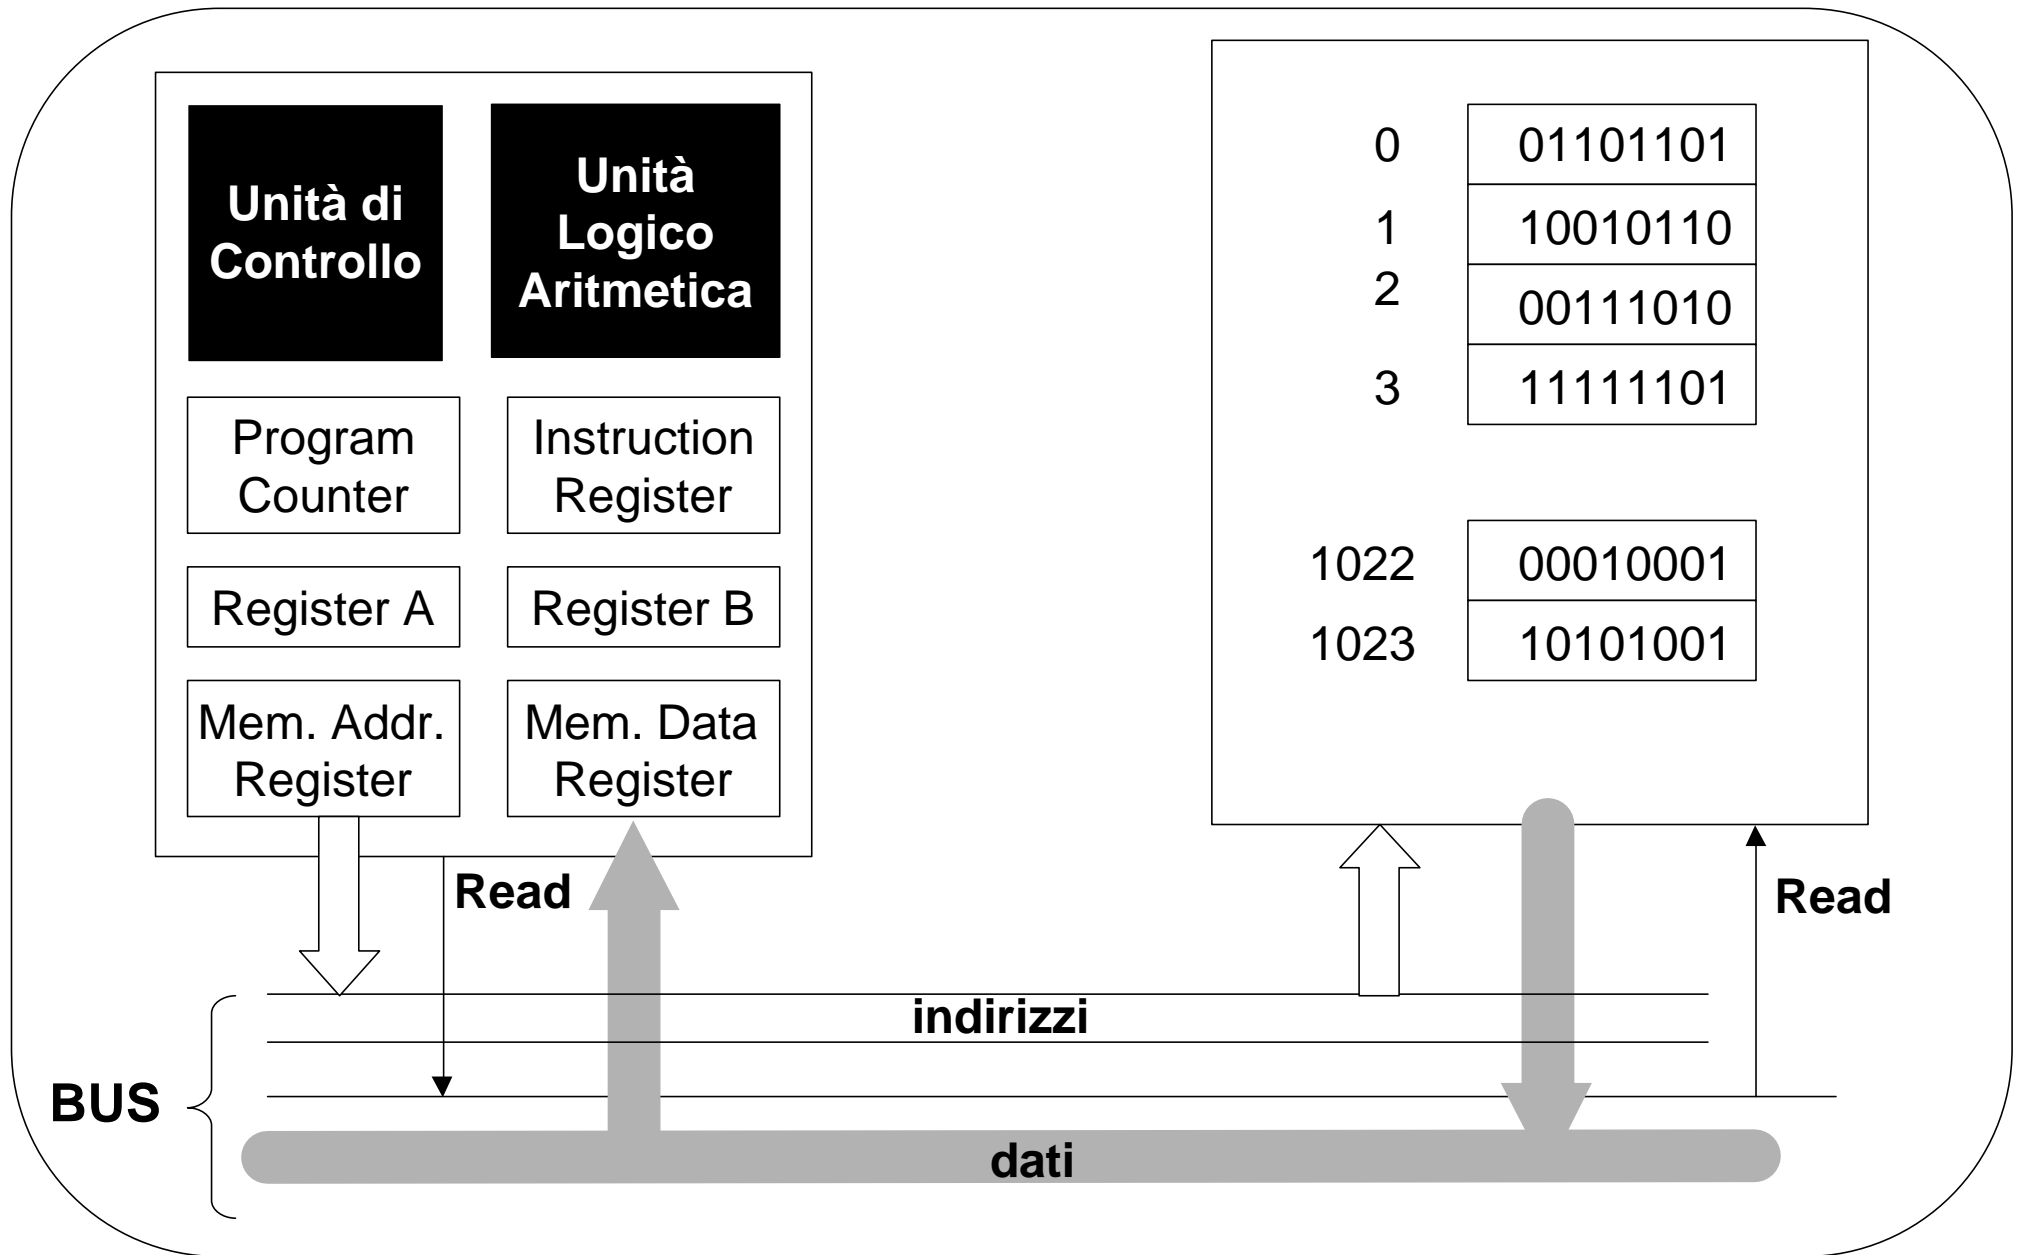 Unità di
Controllo
Unità
Logico
Aritmetica
Program
Counter
Instruction
Register
Register A
Register B
Mem. Addr.
Register
Mem. Data
Register
0 01101101
1 10010110
2 00111010
3 11111101
1022 00010001
1023 10101001
Read
Read
indirizzi
BUS
dati